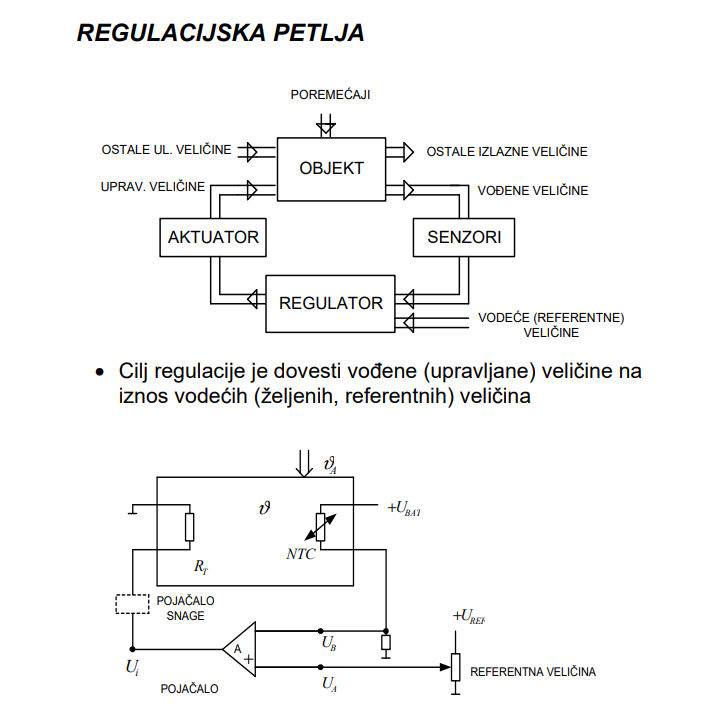 REGULACIJSKA PETLJA
POREMEĆAJI
OSTALE UL. VELIČINE
OBJEKT
OSTALE IZLAZNE VELIČINE
UPRAV. VELIČINE
VOĐENE VELIČINE
AKTUATOR
SENZORI
REGULATOR
VODEĆE (REFERENTNE)
VELIČINE
• Cilj regulacije je dovesti vođene (upravljane) veličine na
iznos vodećih (željenih, referentnih) veličina
ϑA
ϑ
+UBAT
NTC
RT
POJAČALO
SNAGE
+UREF
A
+
UB
Ui
UA
REFERENTNA VELIČINA
POJAČALO